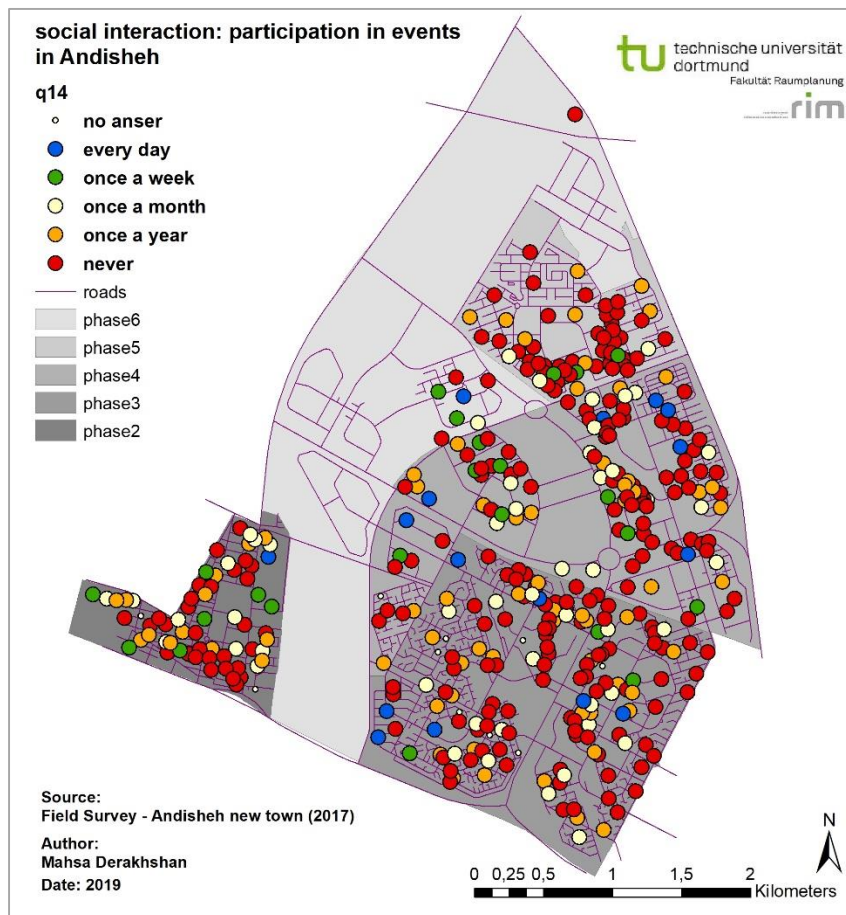 social interaction: participation in events
in Andisheh
q14
no anser
every day
once a week
once a month
once a year
never
roads
phase6
phase5
phase4
phase3
phase2
tu technische universität
dortmund
Fakultät Raumplanung
rim
Source:
Field Survey - Andisheh new town (2017)
Author:
Mahsa Derakhshan
Date: 2019
N
0 0,25 0,5 1 1,5 2
Kilometers